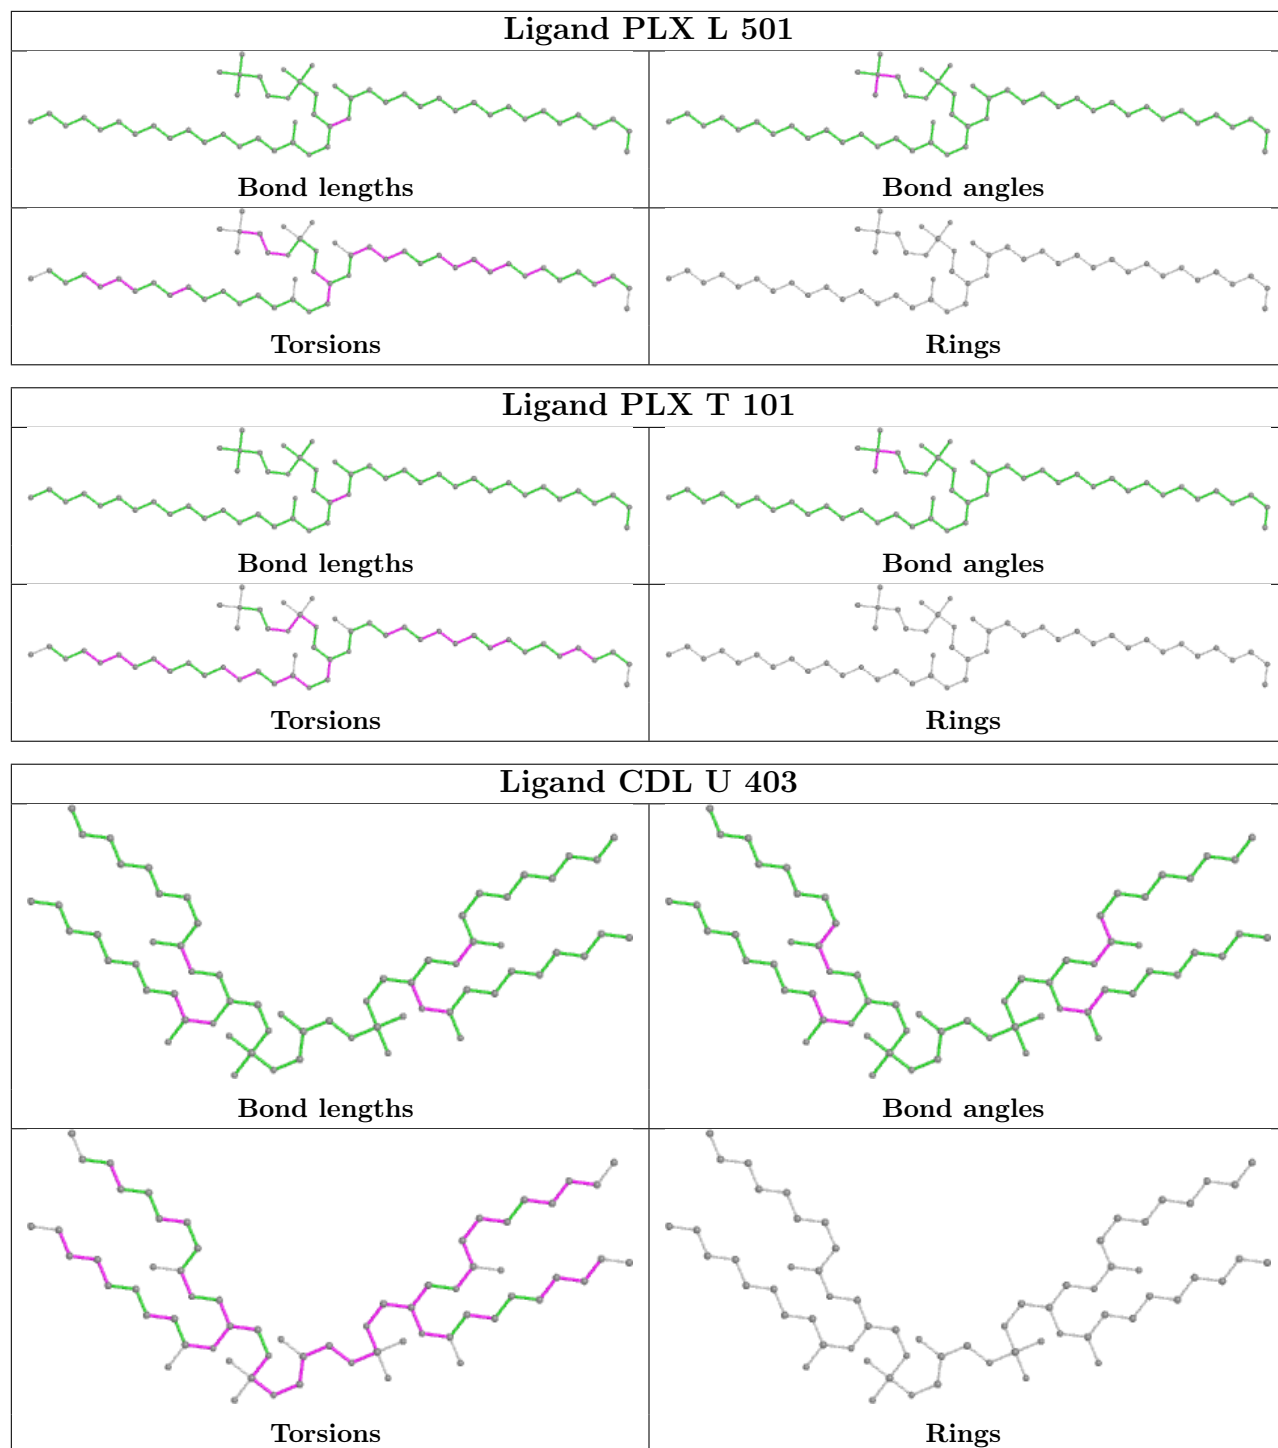 Ligand PLX L 501
Bond lengths
Bond angles
Torsions
Rings
Ligand PLX T 101
Bond lengths
Bond angles
Torsions
Rings
Ligand CDL U 403
Bond lengths
Bond angles
Torsions
Rings